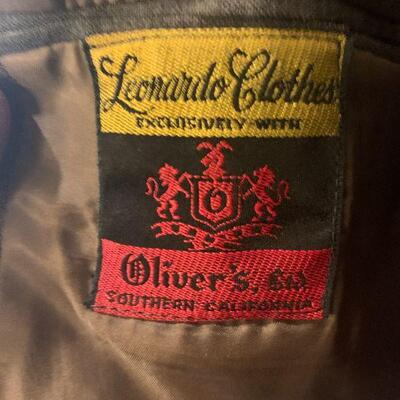 Leonardo Clothes
EXCLUSIVELY WITH
O
Oliver's, Ltd
SOUTHERN CALIFORNIA